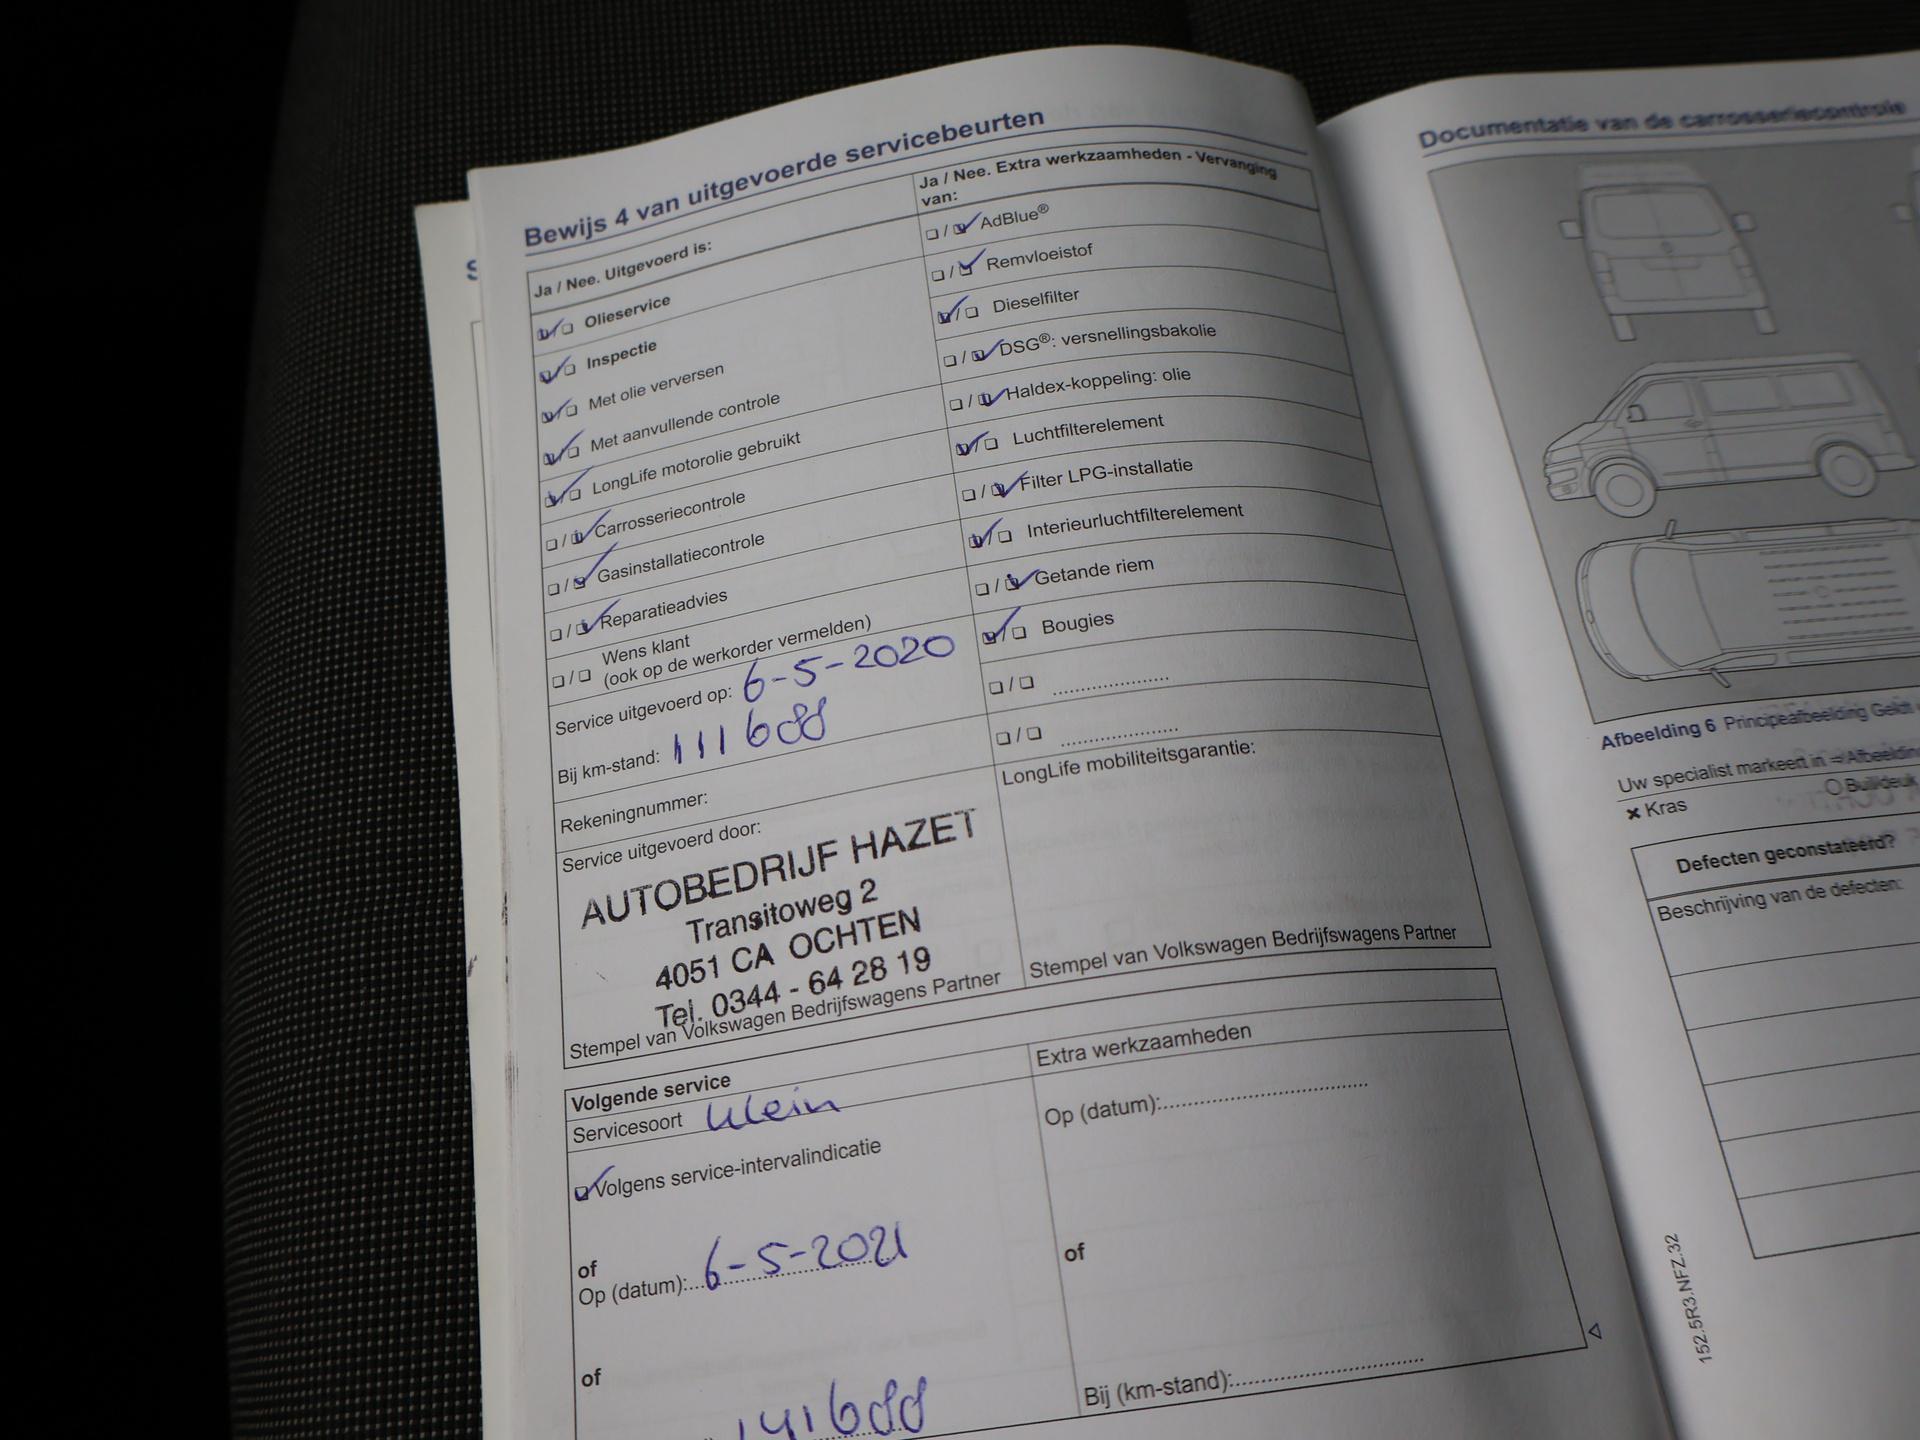 Bewijs 4 van uitgevoerde servicebeurten
Ja / Nee. Uitgevoerd is:
Olieservice
Inspectie
Met olie verversen
Met aanvullende controle
LongLife motorolie gebruikt
Carrosseriecontrole
Gasinstallatiecontrole
Reparatieadvies
Wens klant
(ook op de werkorder vermelden)
Service uitgevoerd op: 6-5-2020
Bij km-stand: 111688
Rekeningnummer:
Service uitgevoerd door:
AUTOBEDRIJF HAZET
Transitoweg 2
4051 CA OCHTEN
Tel. 0344 - 64 28 19
Stempel van Volkswagen Bedrijfswagens Partner
Ja / Nee. Extra werkzaamheden - Vervanging
van:
AdBlue®
Remvloeistof
Dieselfilter
DSG®: versnellingsbakolie
Haldex-koppeling: olie
Luchtfilterelement
Filter LPG-installatie
Interieurluchtfilterelement
Getande riem
Bougies
LongLife mobiliteitsgarantie:
Stempel van Volkswagen Bedrijfswagens Partner
Volgende service
Servicesoort Klein
Volgens service-intervalindicatie
of
Op (datum): 6-5-2021
of
141688
Extra werkzaamheden
Op (datum):
of
Bij (km-stand):
Documentatie van de carrosseriecontrole
Afbeelding 6 Principeafbeelding Geldt
Uw specialist markeert in ⇒ Afbeelding
Kras
Defecten geconstateerd?
Beschrijving van de defecten:
152.5R3.NFZ.32